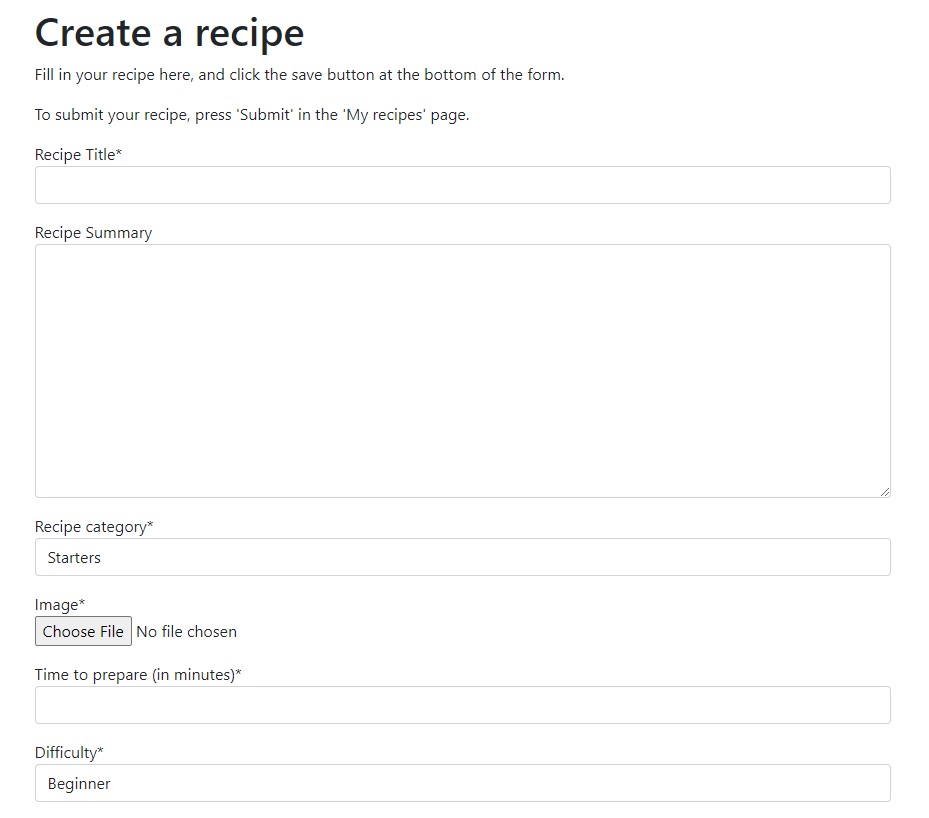 Create a recipe
Fill in your recipe here, and click the save button at the bottom of the form.
To submit your recipe, press 'Submit' in the 'My recipes' page.
Recipe Title*
Recipe Summary
Recipe category*
Starters
Image*
Choose File No file chosen
Time to prepare (in minutes)*
Difficulty*
Beginner